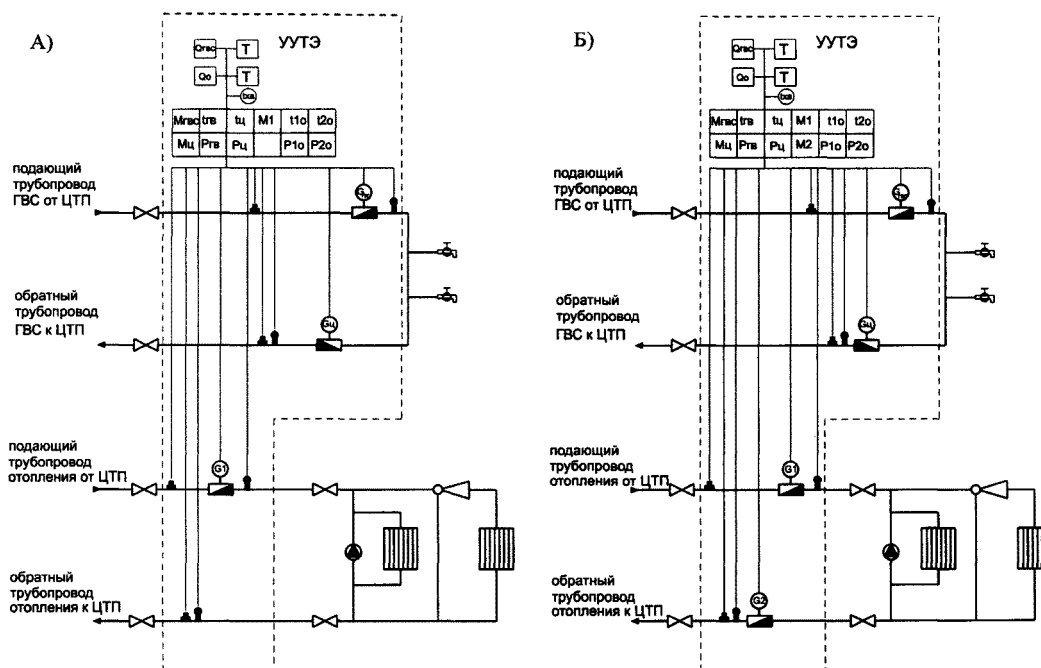 А)
УУТЭ
Qгвс T
Qo T
tхв
Мгвс tгв tц М1 t1о t2о
Мц Ргв Рц Р1о Р2о
подающий
трубопровод
ГВС от ЦТП
обратный
трубопровод
ГВС к ЦТП
Gц
подающий
трубопровод
отопления от ЦТП
G1
обратный
трубопровод
отопления к ЦТП
Б)
УУТЭ
Qгвс T
Qo T
tхв
Мгвс tгв tц М1 t1о t2о
Мц Ргв Рц М2 Р1о Р2о
подающий
трубопровод
ГВС от ЦТП
обратный
трубопровод
ГВС к ЦТП
Gц
подающий
трубопровод
отопления от ЦТП
G1
обратный
трубопровод
отопления к ЦТП
G2